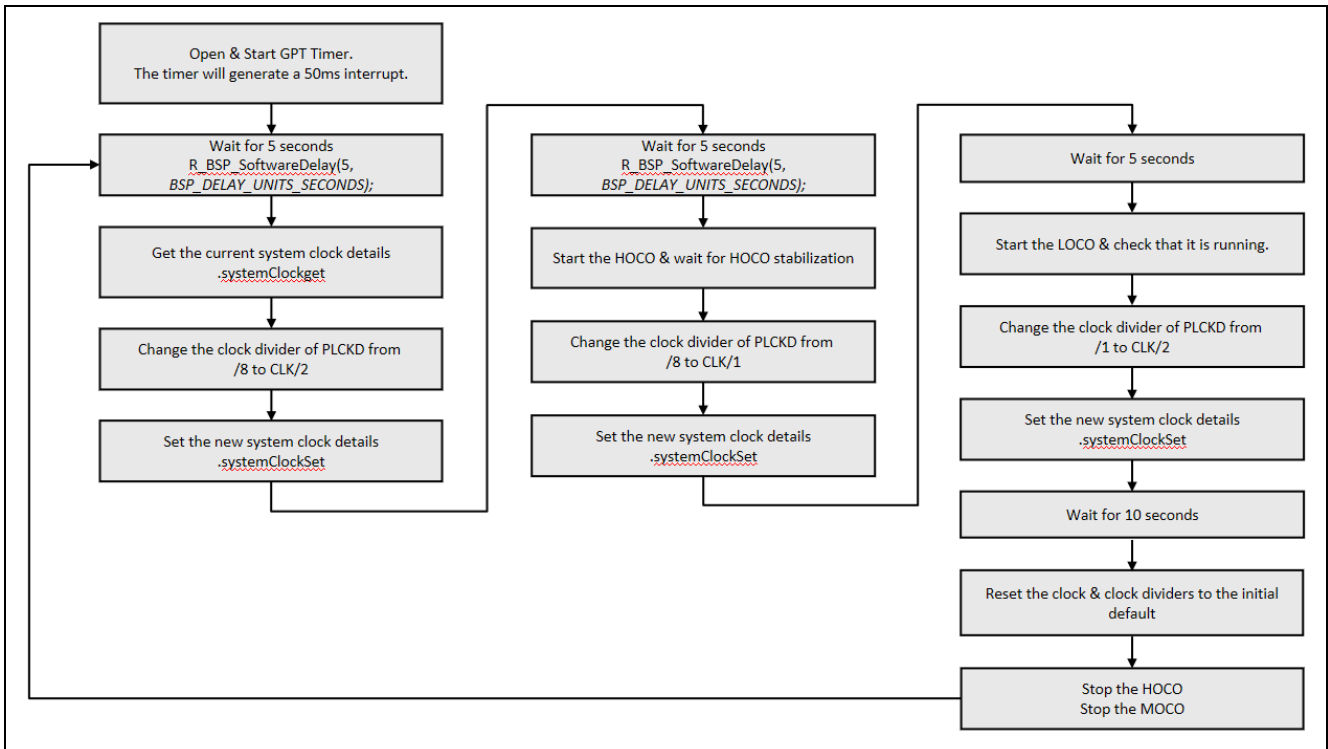 Open & Start GPT Timer.
The timer will generate a 50ms interrupt.
Wait for 5 seconds
R_BSP_SoftwareDelay(5,
BSP_DELAY_UNITS_SECONDS);
Get the current system clock details
.systemClockget
Change the clock divider of PLCKD from
/8 to CLK/2
Set the new system clock details
.systemClockSet
Wait for 5 seconds
R_BSP_SoftwareDelay(5,
BSP_DELAY_UNITS_SECONDS);
Start the HOCO & wait for HOCO stabilization
Change the clock divider of PLCKD from
/8 to CLK/1
Set the new system clock details
.systemClockSet
Wait for 5 seconds
Start the LOCO & check that it is running.
Change the clock divider of PLCKD from
/1 to CLK/2
Set the new system clock details
.systemClockSet
Wait for 10 seconds
Reset the clock & clock dividers to the initial
default
Stop the HOCO
Stop the MOCO